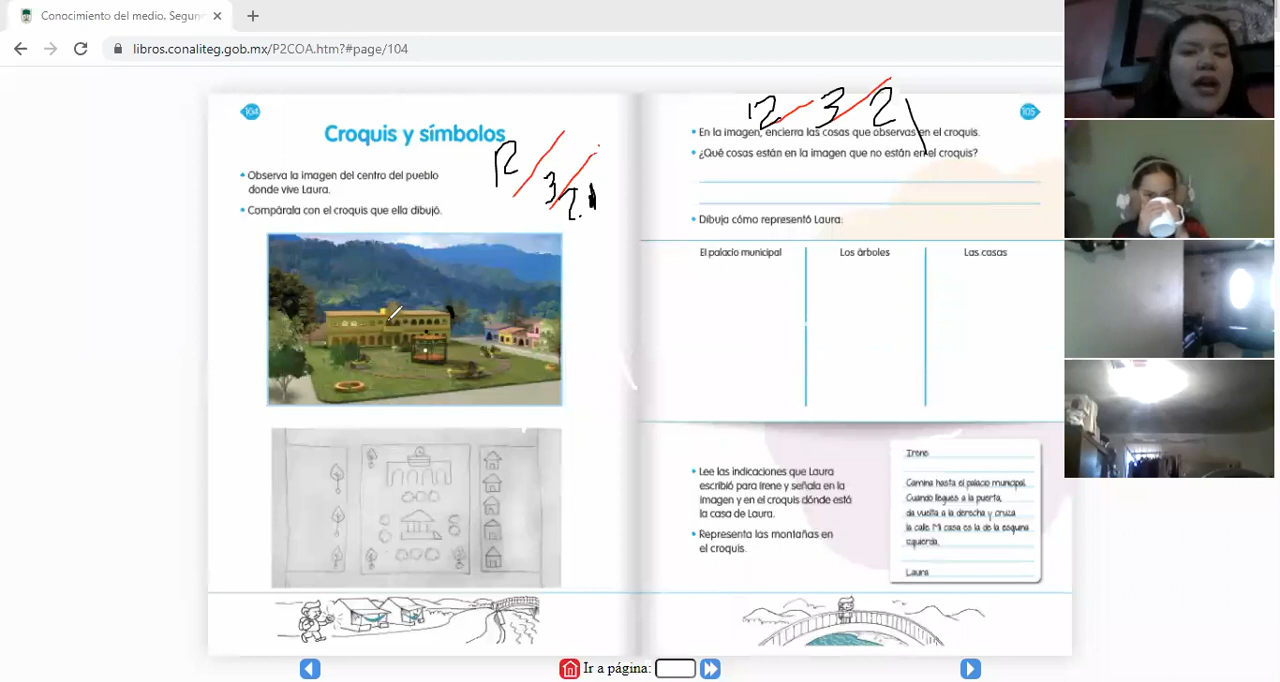 Conocimiento del medio. Segun
libros.conaliteg.gob.mx/P2COA.htm?#page/104
104
Croquis y símbolos
12/3/21
• Observa la imagen del centro del pueblo
donde vive Laura.
• Compárala con el croquis que ella dibujó.
105
12-3/21
• En la imagen, encierra las cosas que observas en el croquis.
• ¿Qué cosas están en la imagen que no están en el croquis?
• Dibuja cómo representó Laura:
El palacio municipal
Los árboles
Las casas
• Lee las indicaciones que Laura
escribió para Irene y señala en la
imagen y en el croquis dónde está
la casa de Laura.
• Representa las montañas en
el croquis.
Irene
Camina hasta el palacio municipal.
Cuando llegues a la puerta,
da vuelta a la derecha y cruza
la calle. Mi casa es la de la esquina
izquierda.
Laura
Ir a página: